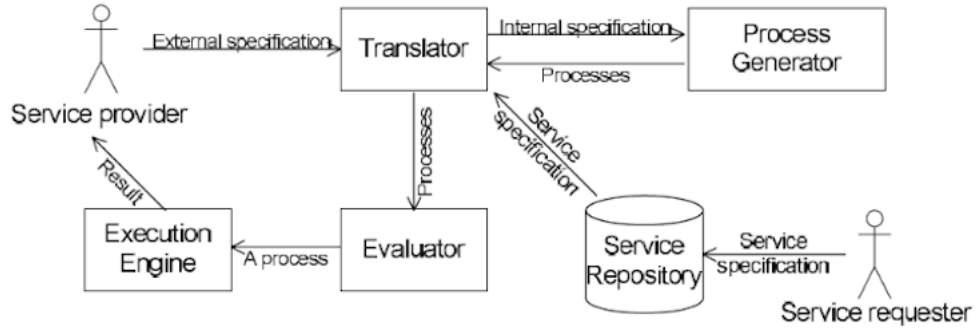 External specification
Translator
Internal specification
Process
Generator
Processes
Service provider
Service
specification
Processes
Result
Execution
Engine
A process
Evaluator
Service
Repository
Service
specification
Service requester